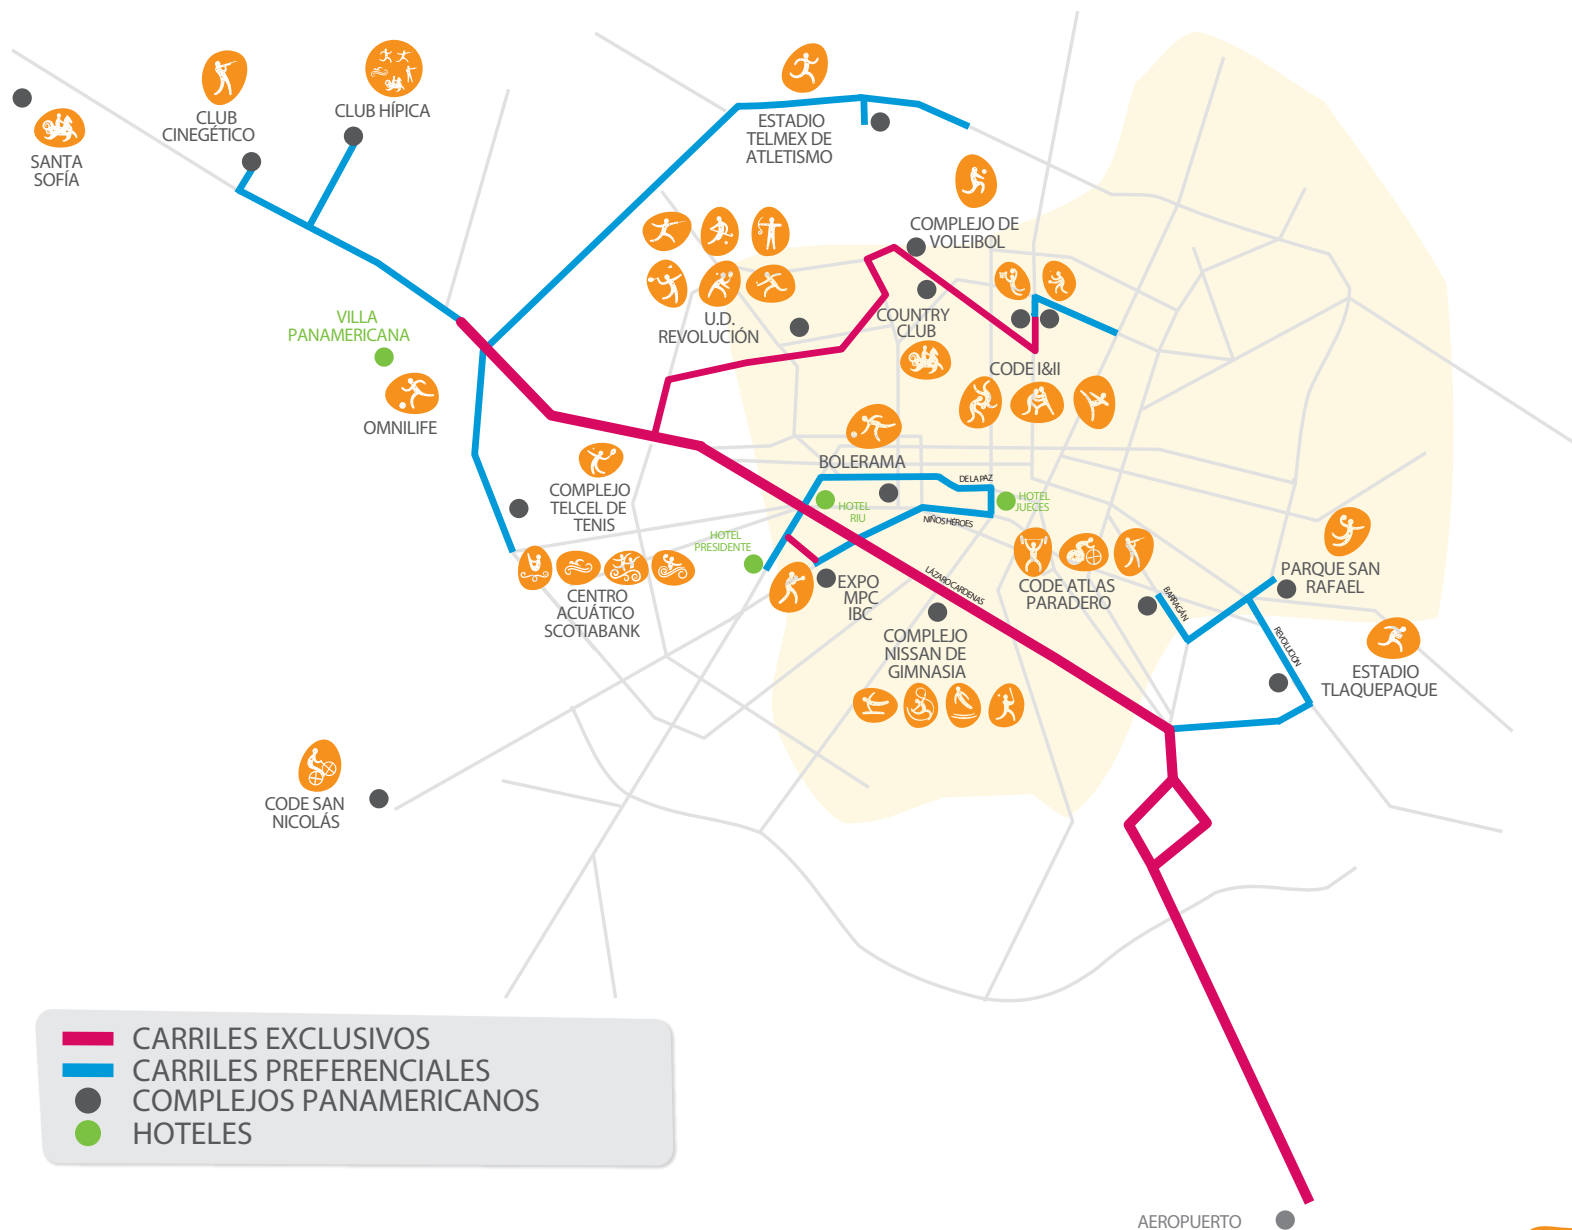 CLUB
CINEGÉTICO
CLUB HÍPICA
SANTA
SOFÍA
ESTADIO
TELMEX DE
ATLETISMO
COMPLEJO DE
VOLEIBOL
VILLA
PANAMERICANA
U.D.
REVOLUCIÓN
COUNTRY
CLUB
CODE I&II
OMNILIFE
BOLERAMA
COMPLEJO
TELCEL DE
TENIS
DE LA PAZ
HOTEL
RIU
HOTEL
JUECES
NIÑOS HÉROES
HOTEL
PRESIDENTE
CENTRO
ACUÁTICO
SCOTIABANK
EXPO
MPC
IBC
LÁZARO CARDENAS
CODE ATLAS
PARADERO
PARQUE SAN
RAFAEL
BARRAGÁN
REVOLUCIÓN
COMPLEJO
NISSAN DE
GIMNASIA
ESTADIO
TLAQUEPAQUE
CODE SAN
NICOLÁS
CARRILES EXCLUSIVOS
CARRILES PREFERENCIALES
COMPLEJOS PANAMERICANOS
HOTELES
AEROPUERTO